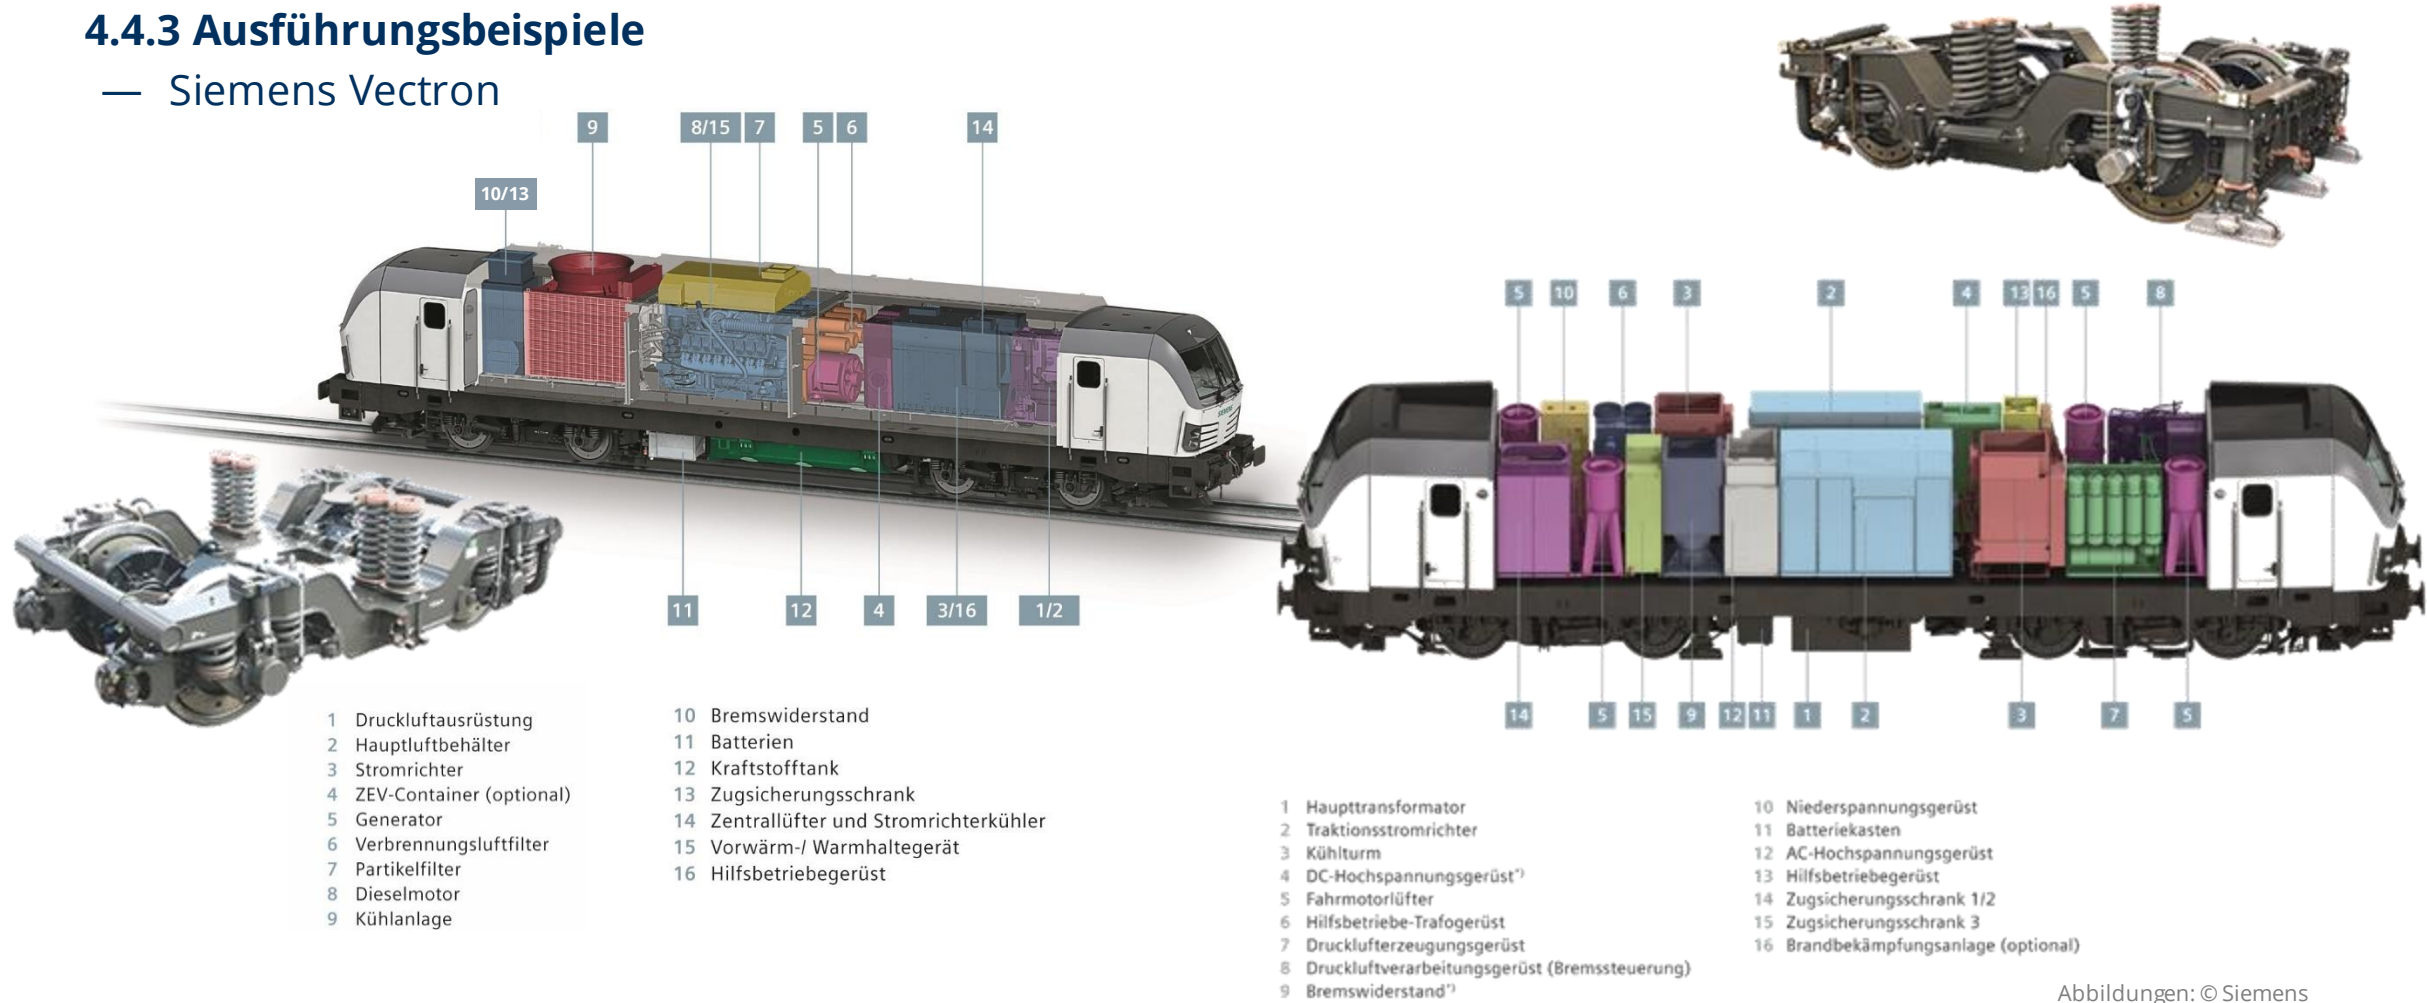 4.4.3 Ausführungsbeispiele
— Siemens Vectron
9
8/15
7
5
6
14
10/13
11
12
4
3/16
1/2
1 Druckluftausrüstung
2 Hauptluftbehälter
3 Stromrichter
4 ZEV-Container (optional)
5 Generator
6 Verbrennungsluftfilter
7 Partikelfilter
8 Dieselmotor
9 Kühlanlage
10 Bremswiderstand
11 Batterien
12 Kraftstofftank
13 Zugsicherungsschrank
14 Zentrallüfter und Stromrichterkühler
15 Vorwärm-/ Warmhaltegerät
16 Hilfsbetriebegerüst
5
10
6
3
2
4
13
16
5
8
14
5
15
9
12
11
1
2
3
7
5
1 Haupttransformator
2 Traktionsstromrichter
3 Kühlturm
4 DC-Hochspannungsgerüst*)
5 Fahrmotorlüfter
6 Hilfsbetriebe-Trafogerüst
7 Drucklufterzeugungsgerüst
8 Druckluftverarbeitungsgerüst (Bremssteuerung)
9 Bremswiderstand*)
10 Niederspannungsgerüst
11 Batteriekasten
12 AC-Hochspannungsgerüst
13 Hilfsbetriebegerüst
14 Zugsicherungsschrank 1/2
15 Zugsicherungsschrank 3
16 Brandbekämpfungsanlage (optional)
Abbildungen: © Siemens